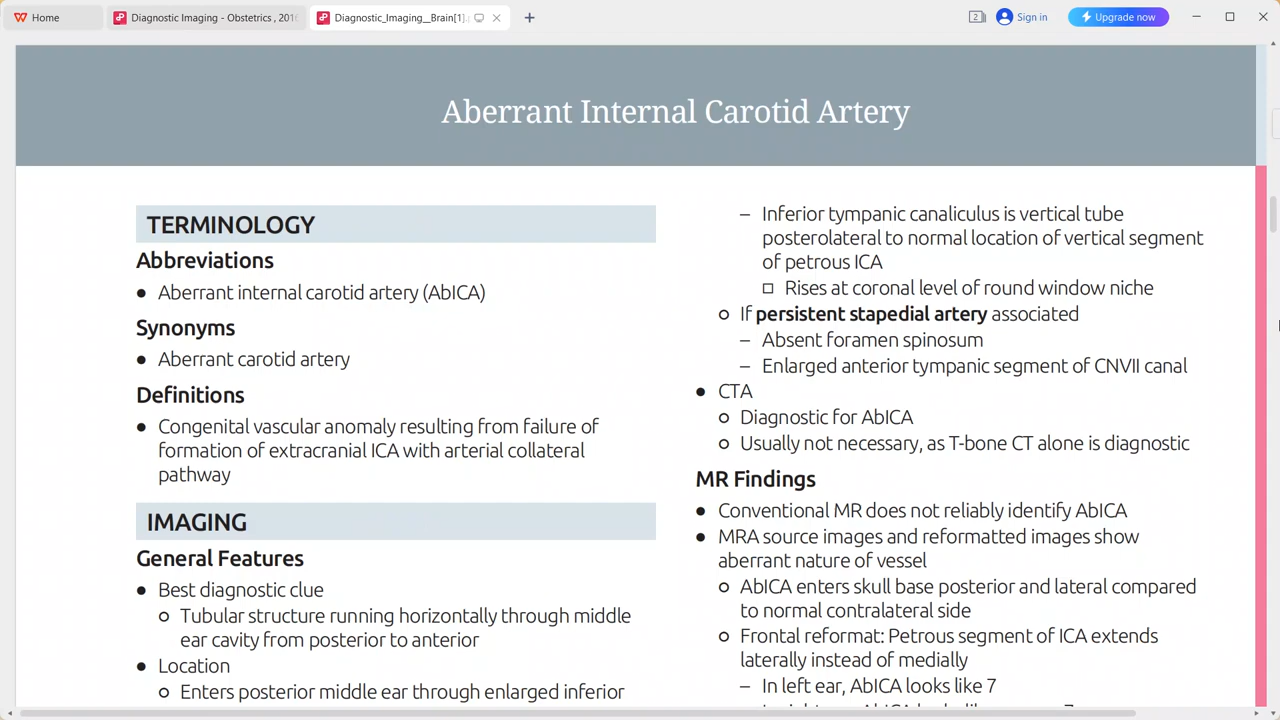 Home
Diagnostic Imaging - Obstetrics , 2016
Diagnostic_Imaging__Brain[1].
2
Sign in
Upgrade now
Aberrant Internal Carotid Artery
TERMINOLOGY
Abbreviations
● Aberrant internal carotid artery (AbICA)
Synonyms
● Aberrant carotid artery
Definitions
● Congenital vascular anomaly resulting from failure of
formation of extracranial ICA with arterial collateral
pathway
IMAGING
General Features
● Best diagnostic clue
○ Tubular structure running horizontally through middle
ear cavity from posterior to anterior
● Location
○ Enters posterior middle ear through enlarged inferior
– Inferior tympanic canaliculus is vertical tube
posterolateral to normal location of vertical segment
of petrous ICA
□ Rises at coronal level of round window niche
○ If persistent stapedial artery associated
– Absent foramen spinosum
– Enlarged anterior tympanic segment of CNVII canal
● CTA
○ Diagnostic for AbICA
○ Usually not necessary, as T-bone CT alone is diagnostic
MR Findings
● Conventional MR does not reliably identify AbICA
● MRA source images and reformatted images show
aberrant nature of vessel
○ AbICA enters skull base posterior and lateral compared
to normal contralateral side
○ Frontal reformat: Petrous segment of ICA extends
laterally instead of medially
– In left ear, AbICA looks like 7